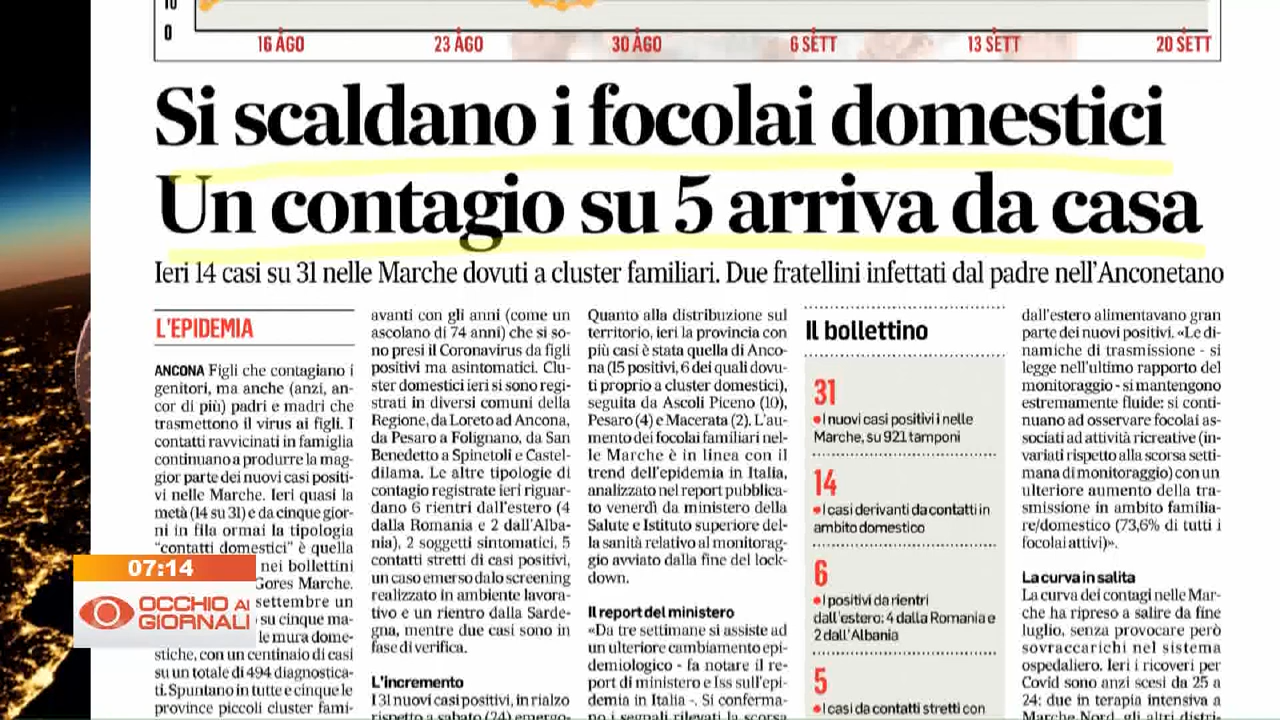 10
0
16 AGO 23 AGO 30 AGO 6 SETT 13 SETT 20 SETT
Si scaldano i focolai domestici
Un contagio su 5 arriva da casa
Ieri 14 casi su 31 nelle Marche dovuti a cluster familiari. Due fratellini infettati dal padre nell'Anconetano
L'EPIDEMIA
ANCONA Figli che contagiano i
genitori, ma anche (anzi, an-
cor di più) padri e madri che
trasmettono il virus ai figli. I
contatti ravvicinati in famiglia
continuano a produrre la mag-
gior parte dei nuovi casi positi-
vi nelle Marche. Ieri quasi la
metà (14 su 31) e da cinque gior-
ni in fila ormai la tipologia
"contatti domestici" è quella
nei bollettini
Gores Marche.
settembre un
su cinque ma-
le mura dome-
stiche, con un centinaio di casi
su un totale di 494 diagnostica-
ti. Spuntano in tutte e cinque le
province piccoli cluster fami-
avanti con gli anni (come un
ascolano di 74 anni) che si so-
no presi il Coronavirus da figli
positivi ma asintomatici. Clu-
ster domestici ieri si sono regi-
strati in diversi comuni della
Regione, da Loreto ad Ancona,
da Pesaro a Folignano, da San
Benedetto a Spinetoli e Castel-
dilama. Le altre tipologie di
contagio registrate ieri riguar-
dano 6 rientri dall'estero (4
dalla Romania e 2 dall'Alba-
nia), 2 soggetti sintomatici, 5
contatti stretti di casi positivi,
un caso emerso dalo screening
realizzato in ambiente lavora-
tivo e un rientro dalla Sarde-
gna, mentre due casi sono in
fase di verifica.
L'incremento
I 31 nuovi casi positivi, in rialzo
rispetto a sabato (24) emergo-
Quanto alla distribuzione sul
territorio, ieri la provincia con
più casi è stata quella di Anco-
na (15 positivi, 6 dei quali dovu-
ti proprio a cluster domestici),
seguita da Ascoli Piceno (10),
Pesaro (4) e Macerata (2). L'au-
mento dei focolai familiari nel-
le Marche è in linea con il
trend dell'epidemia in Italia,
analizzato nel report pubblica-
to venerdì da ministero della
Salute e Istituto superiore del-
la sanità relativo al monitorag-
gio avviato dalla fine del lock-
down.
Il report del ministero
«Da tre settimane si assiste ad
un ulteriore cambiamento epi-
demiologico - fa notare il re-
port di ministero e Iss sull'epi-
demia in Italia -. Si conferma-
no i segnali rilevati la scorsa
Il bollettino
31
I nuovi casi positivi i nelle
Marche, su 921 tamponi
14
I casi derivanti da contatti in
ambito domestico
6
I positivi da rientri
dall'estero: 4 dalla Romania e
2 dall'Albania
5
I casi da contatti stretti con
dall'estero alimentavano gran
parte dei nuovi positivi. «Le di-
namiche di trasmissione - si
legge nell'ultimo rapporto del
monitoraggio - si mantengono
estremamente fluide: si conti-
nuano ad osservare focolai as-
sociati ad attività ricreative (in-
variati rispetto alla scorsa setti-
mana di monitoraggio) con un
ulteriore aumento della tra-
smissione in ambito familia-
re/domestico (73,6% di tutti i
focolai attivi)».
La curva in salita
La curva dei contagi nelle Mar-
che ha ripreso a salire da fine
luglio, senza provocare però
sovraccarichi nel sistema
ospedaliero. Ieri i ricoveri per
Covid sono anzi scesi da 25 a
24: due in terapia intensiva a
Marche Nord, gli altri
07:14
OCCHIO AI
GIORNALI